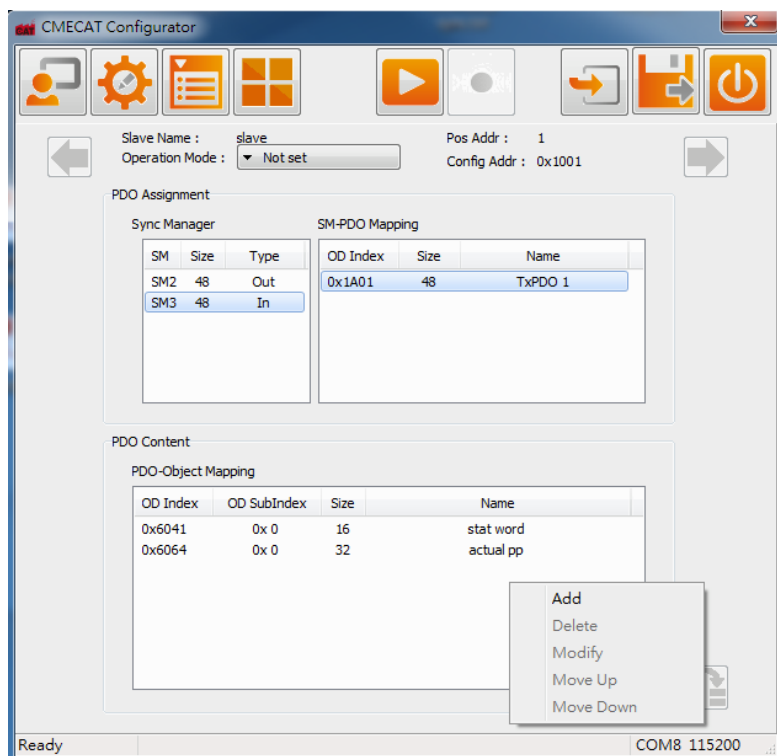 CAT CMECAT Configurator
Slave Name : slave Pos Addr : 1
Operation Mode : Not set Config Addr : 0x1001
PDO Assignment
Sync Manager SM-PDO Mapping
SM Size Type OD Index Size Name
SM2 48 Out 0x1A01 48 TxPDO 1
SM3 48 In
PDO Content
PDO-Object Mapping
OD Index OD SubIndex Size Name
0x6041 0x 0 16 stat word
0x6064 0x 0 32 actual pp
Add
Delete
Modify
Move Up
Move Down
Ready COM8 115200